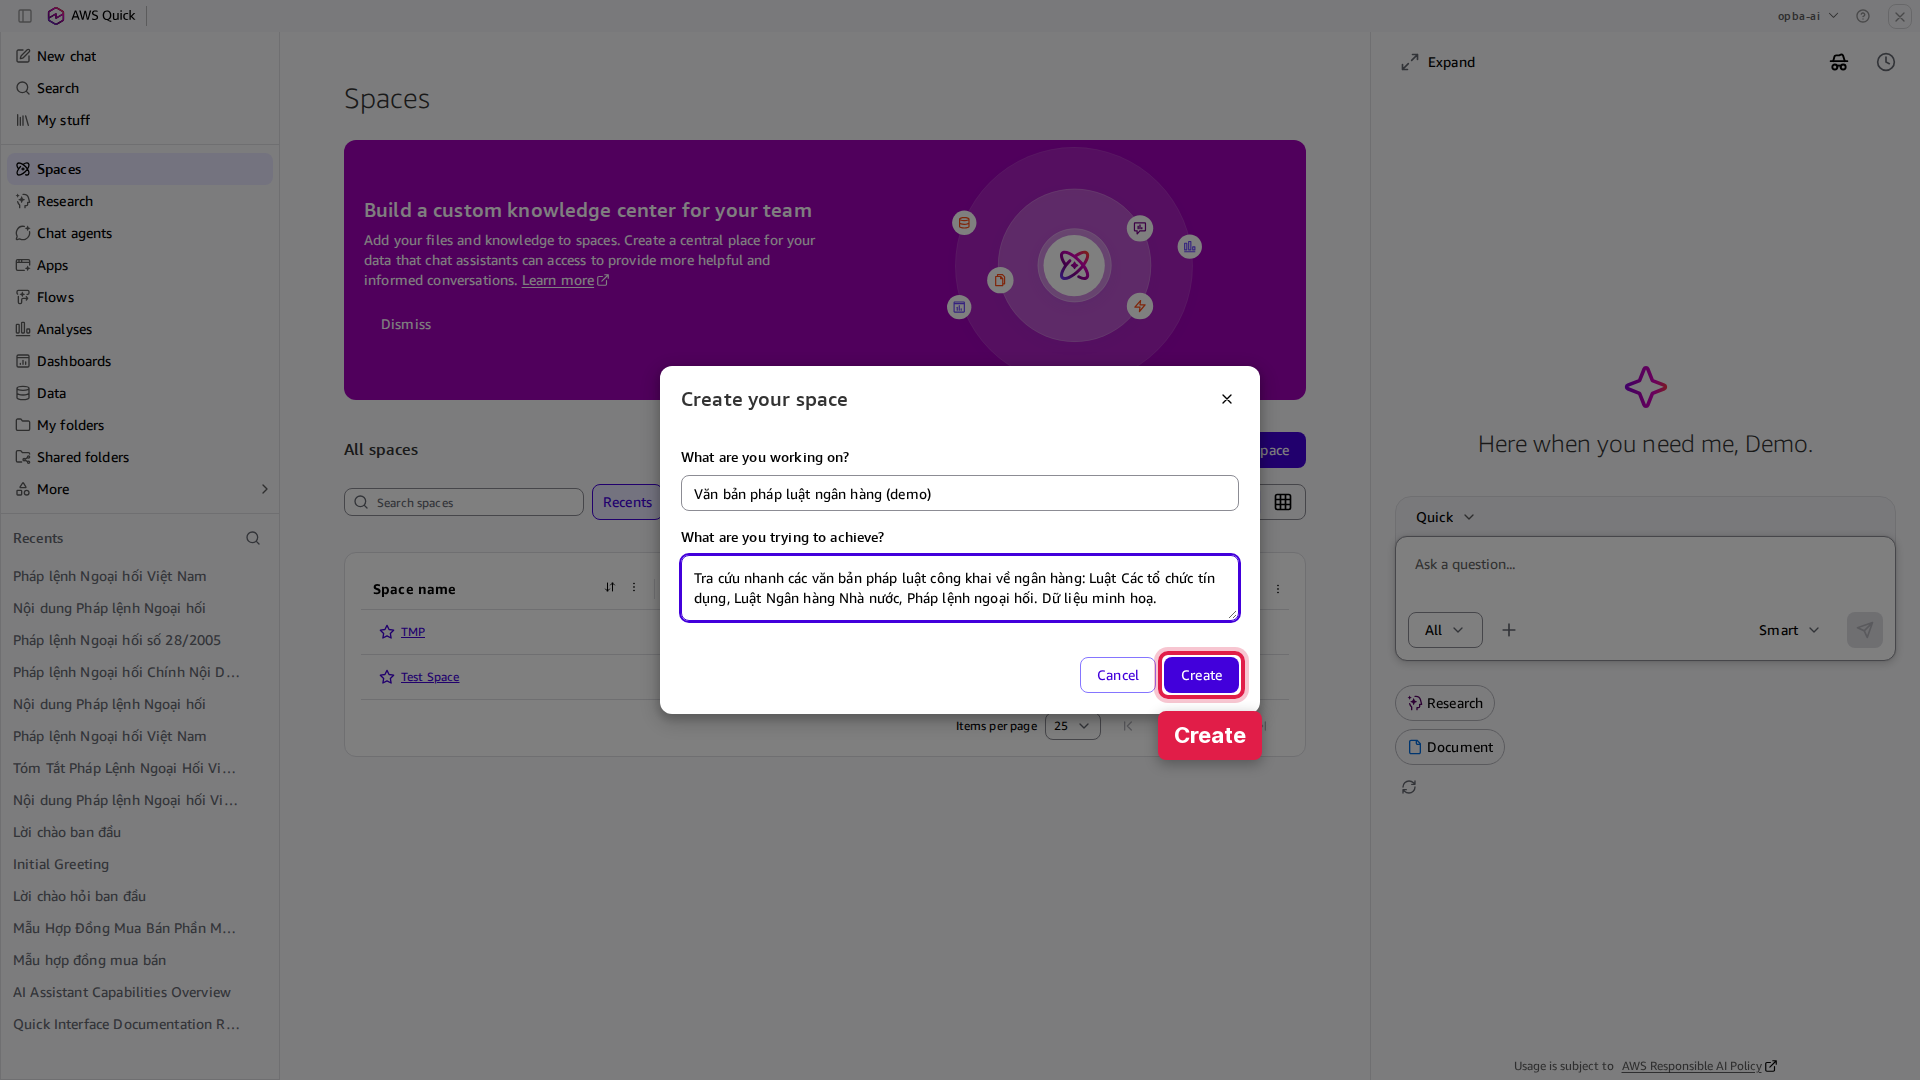 AWS Quick
opba-ai
New chat
Search
My stuff
Spaces
Research
Chat agents
Apps
Flows
Analyses
Dashboards
Data
My folders
Shared folders
More
Recents
Pháp lệnh Ngoại hối Việt Nam
Nội dung Pháp lệnh Ngoại hối
Pháp lệnh Ngoại hối số 28/2005
Pháp lệnh Ngoại hối Chính Nội D...
Nội dung Pháp lệnh Ngoại hối
Pháp lệnh Ngoại hối Việt Nam
Tóm Tắt Pháp Lệnh Ngoại Hối Vi...
Nội dung Pháp lệnh Ngoại hối Vi...
Lời chào ban đầu
Initial Greeting
Lời chào hỏi ban đầu
Mẫu Hợp Đồng Mua Bán Phần M...
Mẫu hợp đồng mua bán
AI Assistant Capabilities Overview
Quick Interface Documentation R...
Spaces
Build a custom knowledge center for your team
Add your files and knowledge to spaces. Create a central place for your
data that chat assistants can access to provide more helpful and
informed conversations. Learn more
Dismiss
All spaces
pace
Search spaces
Recents
Space name
TMP
Test Space
Items per page
25
Create your space
What are you working on?
Văn bản pháp luật ngân hàng (demo)
What are you trying to achieve?
Tra cứu nhanh các văn bản pháp luật công khai về ngân hàng: Luật Các tổ chức tín
dụng, Luật Ngân hàng Nhà nước, Pháp lệnh ngoại hối. Dữ liệu minh hoạ.
Cancel
Create
Create
Expand
Here when you need me, Demo.
Quick
Ask a question...
All
Smart
Research
Document
Usage is subject to AWS Responsible AI Policy